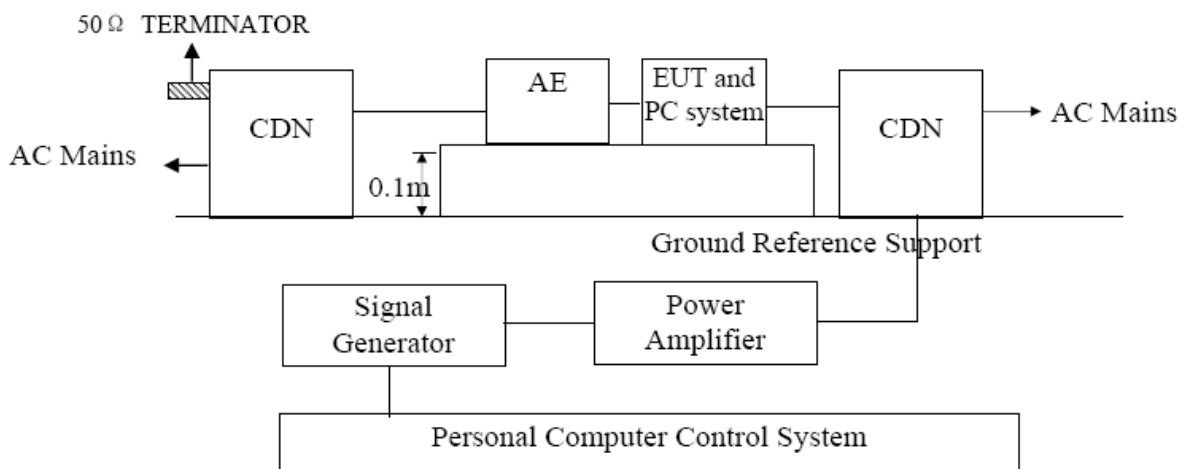 50Ω TERMINATOR
AE
EUT and
PC system
CDN
CDN
AC Mains
AC Mains
0.1m
Ground Reference Support
Signal
Generator
Power
Amplifier
Personal Computer Control System